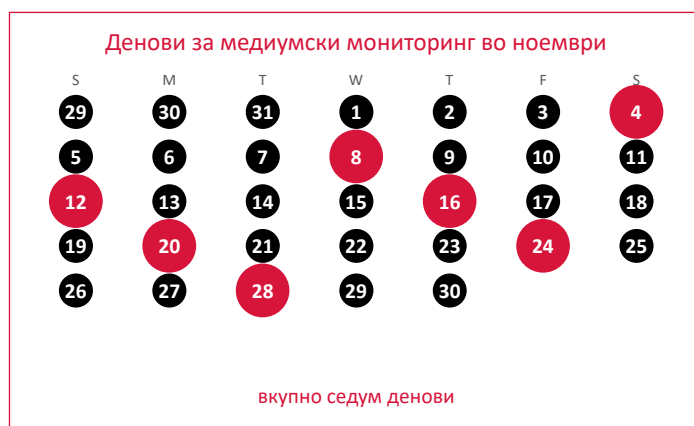 Денови за медиумски мониторинг во ноември
S M T W T F S
29 30 31 1 2 3 4
5 6 7 8 9 10 11
12 13 14 15 16 17 18
19 20 21 22 23 24 25
26 27 28 29 30
вкупно седум денови